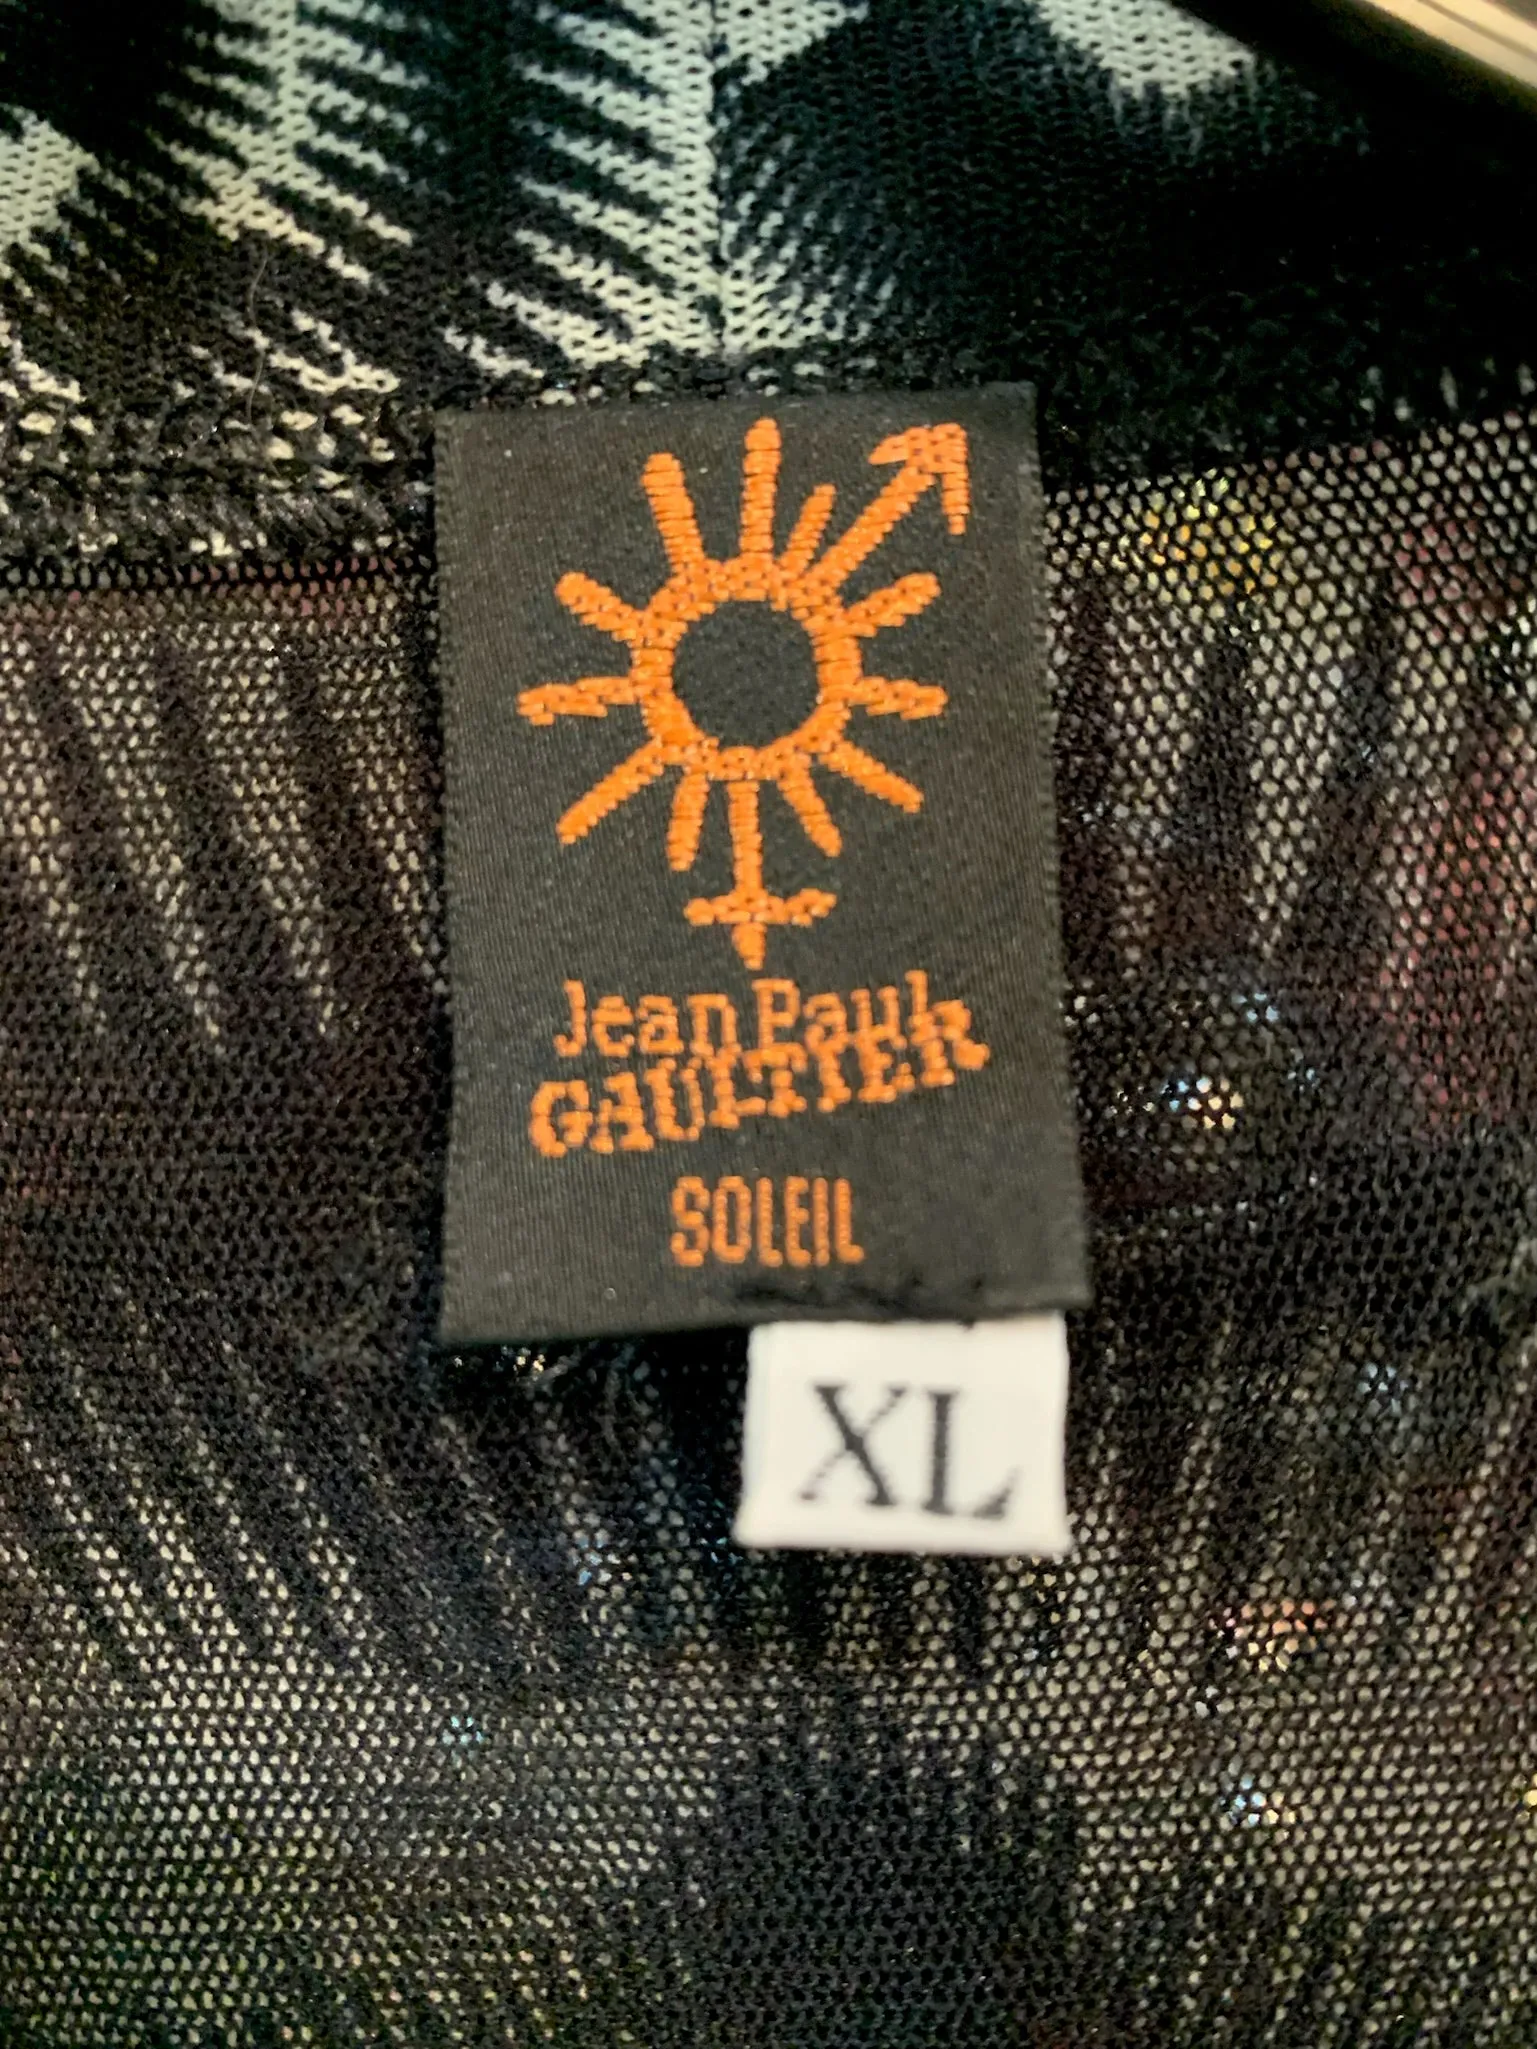 Jean Paul
GAULTIER
SOLEIL
XL